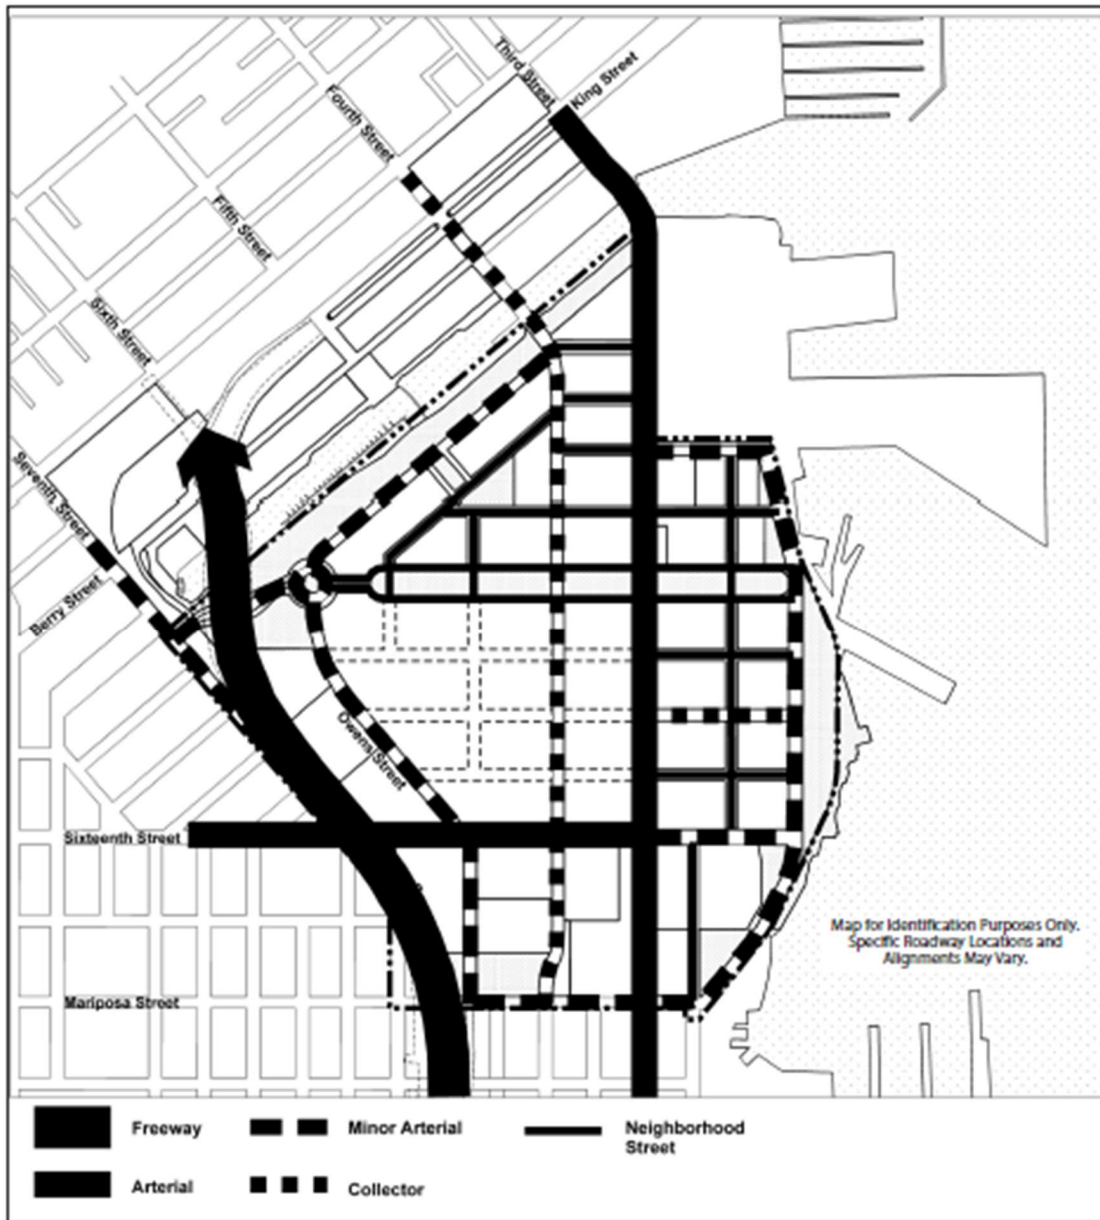 Third Street
King Street
Fourth Street
Fifth Street
Sixth Street
Seventh Street
Berry Street
Owens Street
Sixteenth Street
Map for Identification Purposes Only.
Specific Roadway Locations and
Alignments May Vary.
Mariposa Street
Freeway
Minor Arterial
Neighborhood
Street
Arterial
Collector